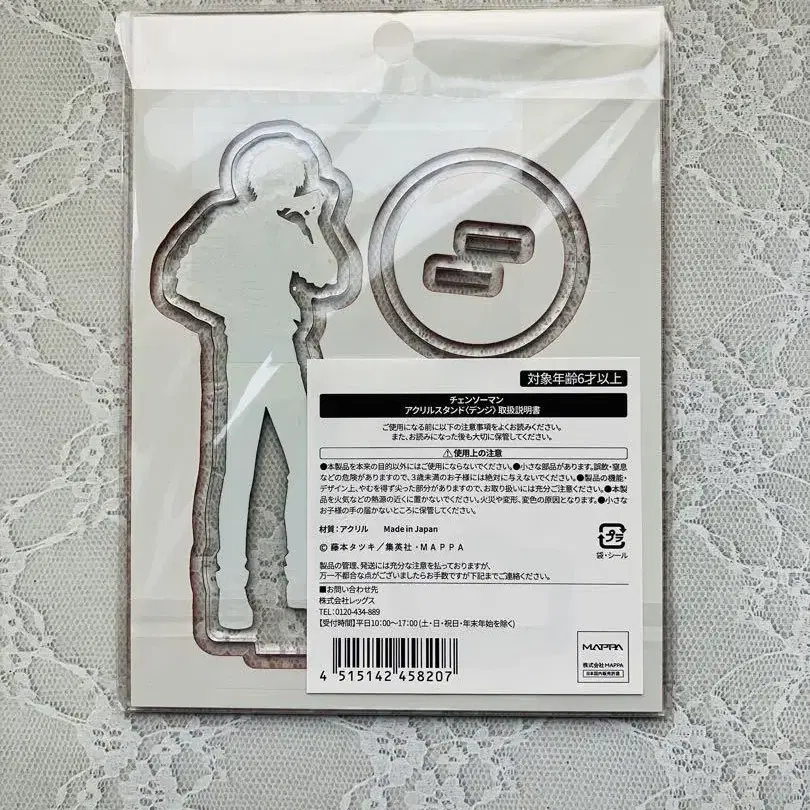 対象年齢6才以上
チェンソーマン
アクリルスタンド〈デンジ〉取扱説明書
ご使用になる前に以下の注意事項をよくお読みください。
また、お読みになった後も大切に保管してください。
⚠使用上の注意
●本製品を本来の目的以外にはご使用にならないでください。●小さな部品があります。誤飲、窒息
などの危険がありますので、3歳未満のお子様には絶対に与えないでください。●製品の機能・
デザイン上、やむを得ず尖った部分がありますので、お取り扱いには充分ご注意ください。●本製
品を火気などの熱源の近くに置かないでください。火災や変形、変色の原因となります。●小さな
お子様の手の届かないところに保管してください。
材質：アクリル Made in Japan
プラ
袋・シール
© 藤本タツキ／集英社・MAPPA
製品の管理、発送には充分な注意を払っておりますが、
万一不都合な点がございましたらお手数ですが下記までご連絡ください。
■お問い合わせ先
株式会社レッグス
TEL：0120-434-889
【受付時間】平日10：00～17：00（土・日・祝日・年末年始を除く）
4 515142 458207
MAPPA
株式会社MAPPA
日本国内販売許諾